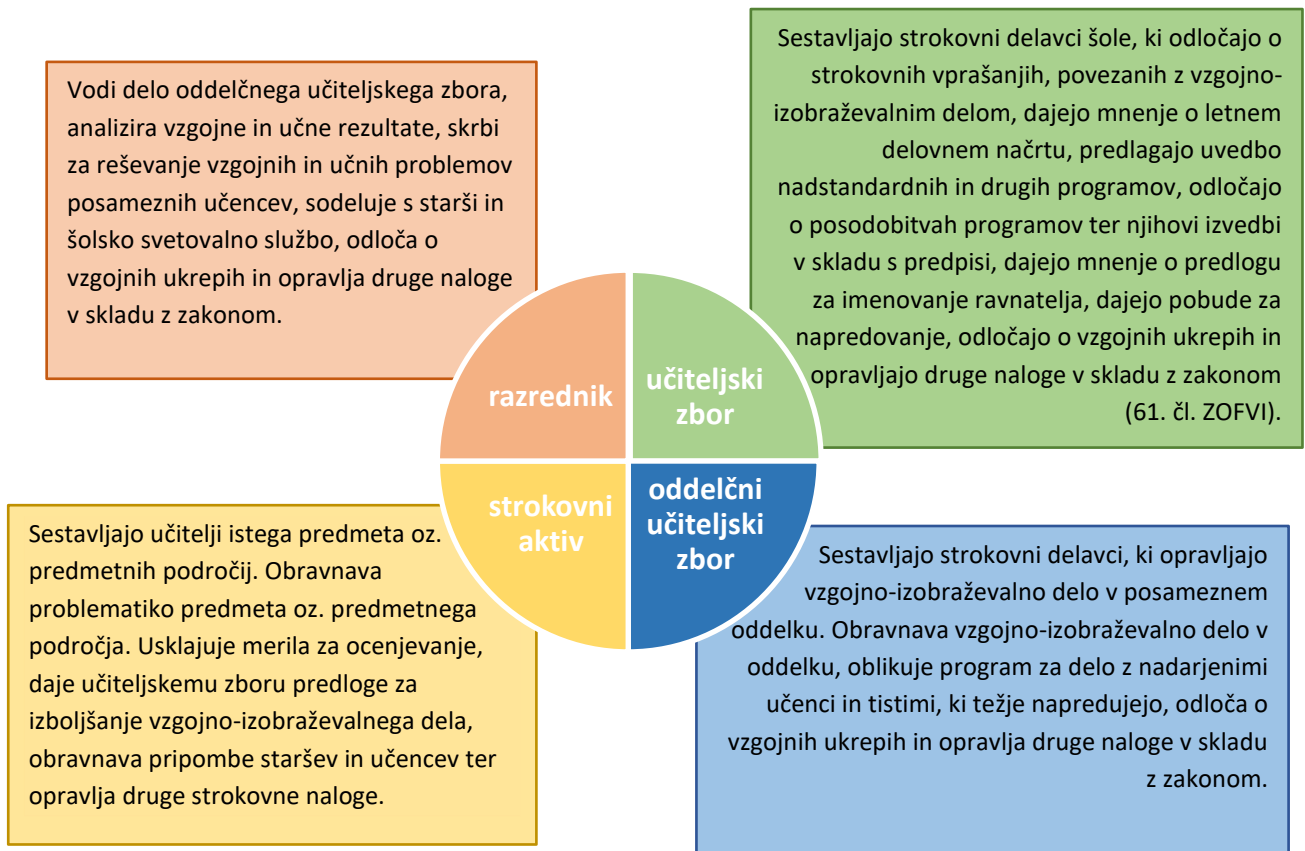 Vodi delo oddelčnega učiteljskega zbora,
analizira vzgojne in učne rezultate, skrbi
za reševanje vzgojnih in učnih problemov
posameznih učencev, sodeluje s starši in
šolsko svetovalno službo, odloča o
vzgojnih ukrepih in opravlja druge naloge
v skladu z zakonom.
Sestavljajo strokovni delavci šole, ki odločajo o
strokovnih vprašanjih, povezanih z vzgojno-
izobraževalnim delom, dajejo mnenje o letnem
delovnem načrtu, predlagajo uvedbo
nadstandardnih in drugih programov, odločajo
o posodobitvah programov ter njihovi izvedbi
v skladu s predpisi, dajejo mnenje o predlogu
za imenovanje ravnatelja, dajejo pobude za
napredovanje, odločajo o vzgojnih ukrepih in
opravljajo druge naloge v skladu z zakonom
(61. čl. ZOFVI).
razrednik
učiteljski
zbor
strokovni
aktiv
oddelčni
učiteljski
zbor
Sestavljajo učitelji istega predmeta oz.
predmetnih področij. Obravnava
problematiko predmeta oz. predmetnega
področja. Usklajuje merila za ocenjevanje,
daje učiteljskemu zboru predloge za
izboljšanje vzgojno-izobraževalnega dela,
obravnava pripombe staršev in učencev ter
opravlja druge strokovne naloge.
Sestavljajo strokovni delavci, ki opravljajo
vzgojno-izobraževalno delo v posameznem
oddelku. Obravnava vzgojno-izobraževalno delo v
oddelku, oblikuje program za delo z nadarjenimi
učenci in tistimi, ki težje napredujejo, odloča o
vzgojnih ukrepih in opravlja druge naloge v skladu
z zakonom.